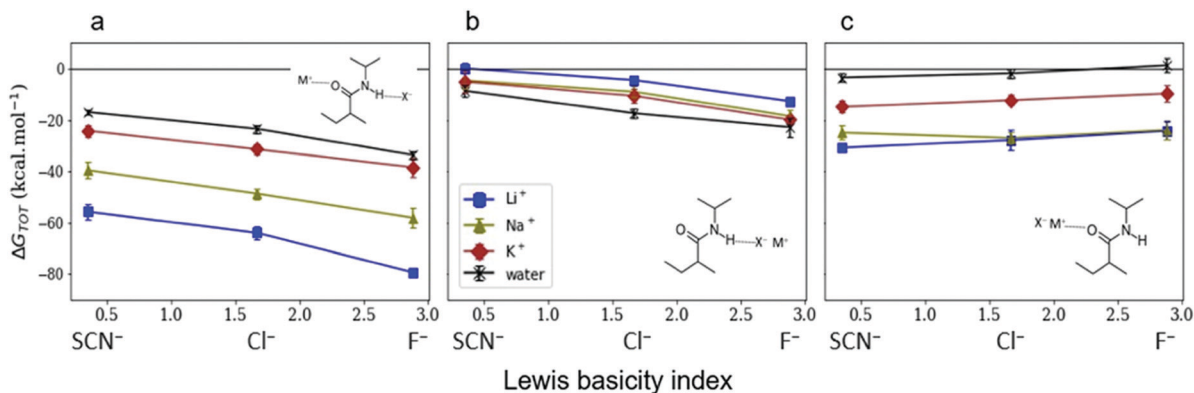 a
b
c
ΔG_TOT (kcal.mol⁻¹)
0
−20
−40
−60
−80
M⁺
O
N
H
X⁻
0.5 1.0 1.5 2.0 2.5 3.0
SCN⁻ Cl⁻ F⁻
Li⁺
Na⁺
K⁺
water
O
N
H
X⁻ M⁺
0.5 1.0 1.5 2.0 2.5 3.0
SCN⁻ Cl⁻ F⁻
X⁻ M⁺
O
N
H
0.5 1.0 1.5 2.0 2.5 3.0
SCN⁻ Cl⁻ F⁻
Lewis basicity index